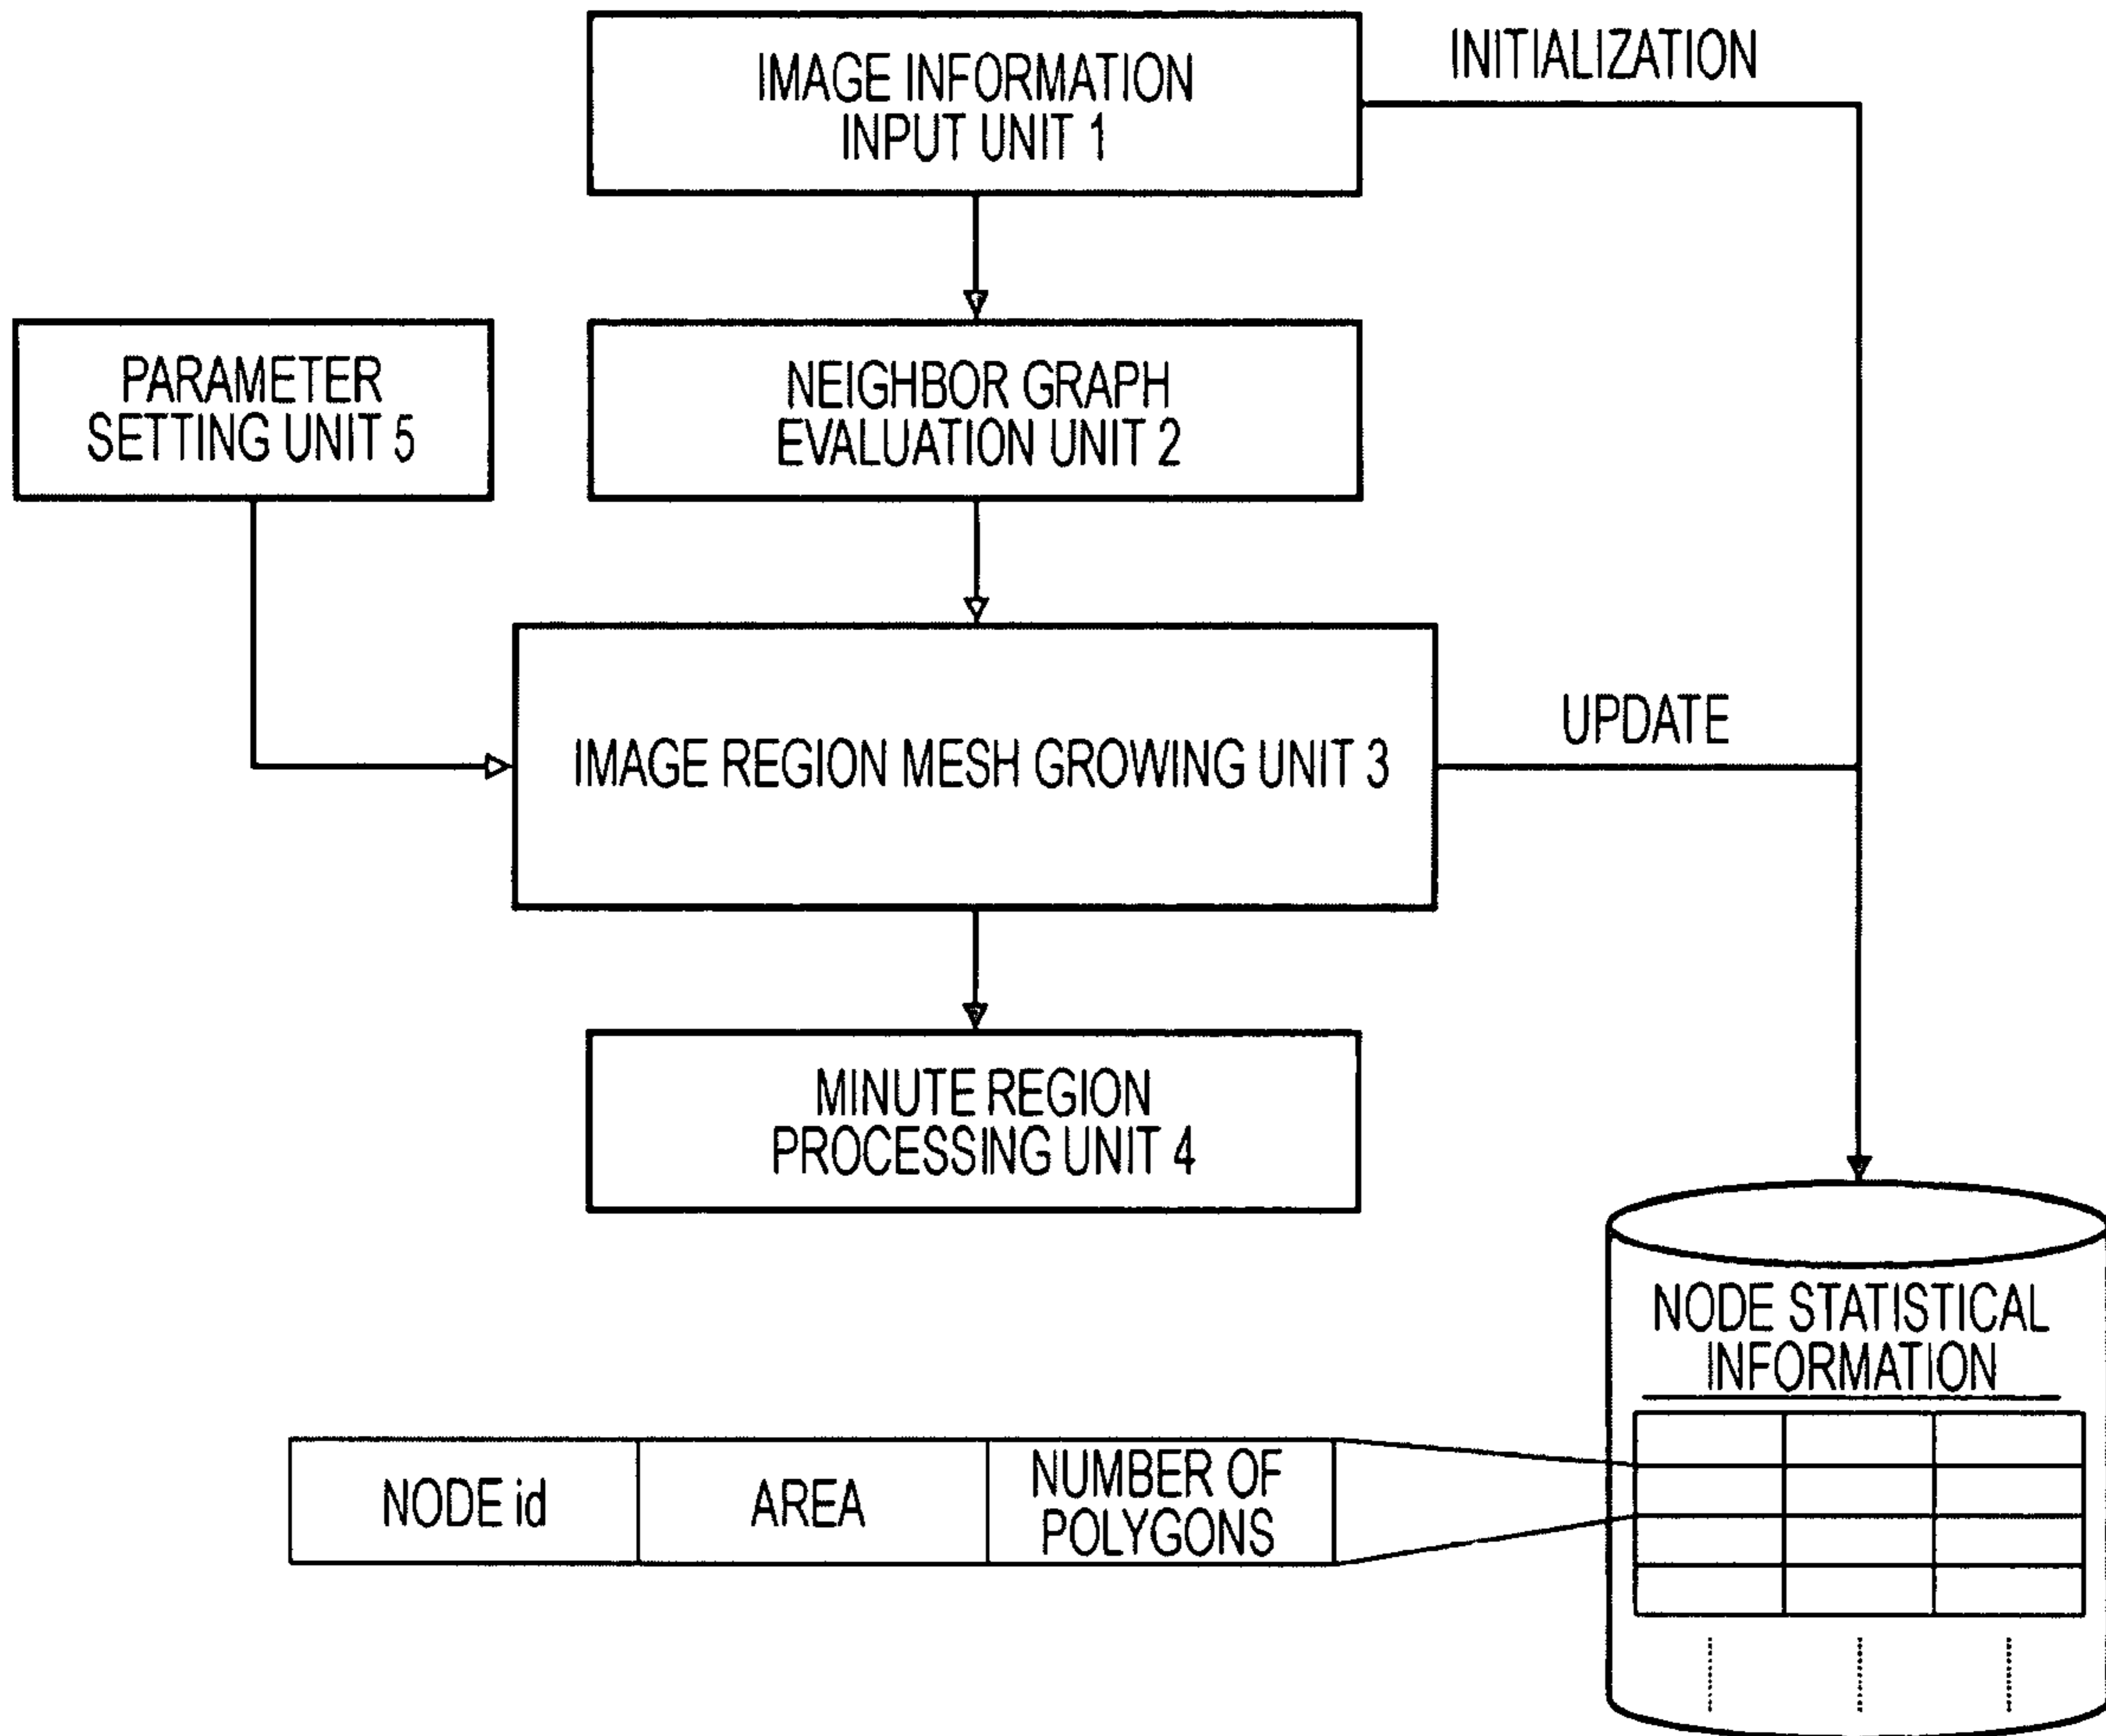 IMAGE INFORMATION
INPUT UNIT 1
INITIALIZATION
PARAMETER
SETTING UNIT 5
NEIGHBOR GRAPH
EVALUATION UNIT 2
IMAGE REGION MESH GROWING UNIT 3
UPDATE
MINUTE REGION
PROCESSING UNIT 4
NODE STATISTICAL
INFORMATION
NODE id
AREA
NUMBER OF
POLYGONS